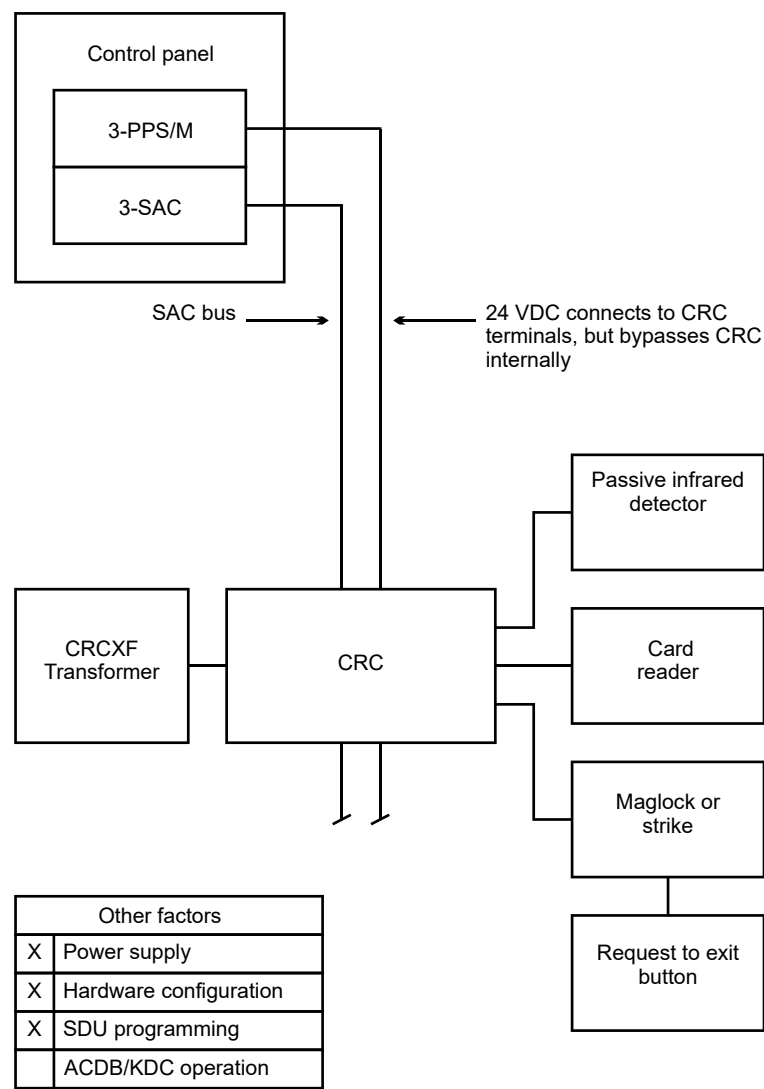 Control panel
3-PPS/M
3-SAC
SAC bus
24 VDC connects to CRC
terminals, but bypasses CRC
internally
Passive infrared
detector
CRCXF
Transformer
CRC
Card
reader
Maglock or
strike
Request to exit
button
Other factors
X Power supply
X Hardware configuration
X SDU programming
ACDB/KDC operation